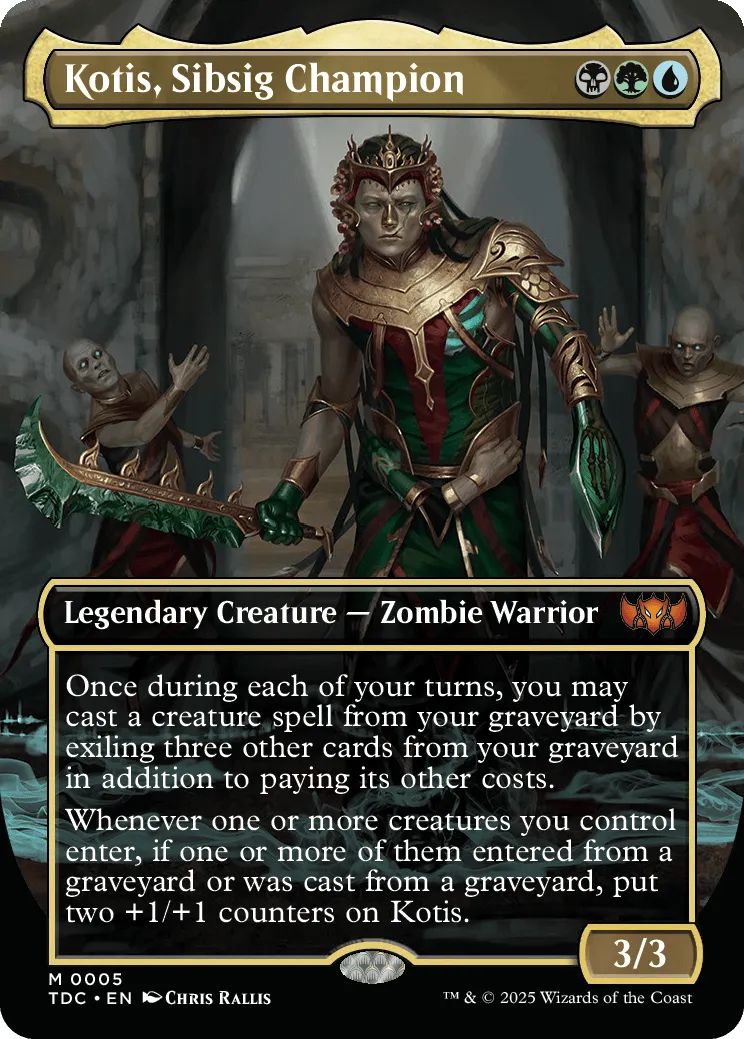 Kotis, Sibsig Champion
Legendary Creature — Zombie Warrior
Once during each of your turns, you may
cast a creature spell from your graveyard by
exiling three other cards from your graveyard
in addition to paying its other costs.
Whenever one or more creatures you control
enter, if one or more of them entered from a
graveyard or was cast from a graveyard, put
two +1/+1 counters on Kotis.
3/3
M 0005
TDC • EN Chris Rallis
™ & © 2025 Wizards of the Coast